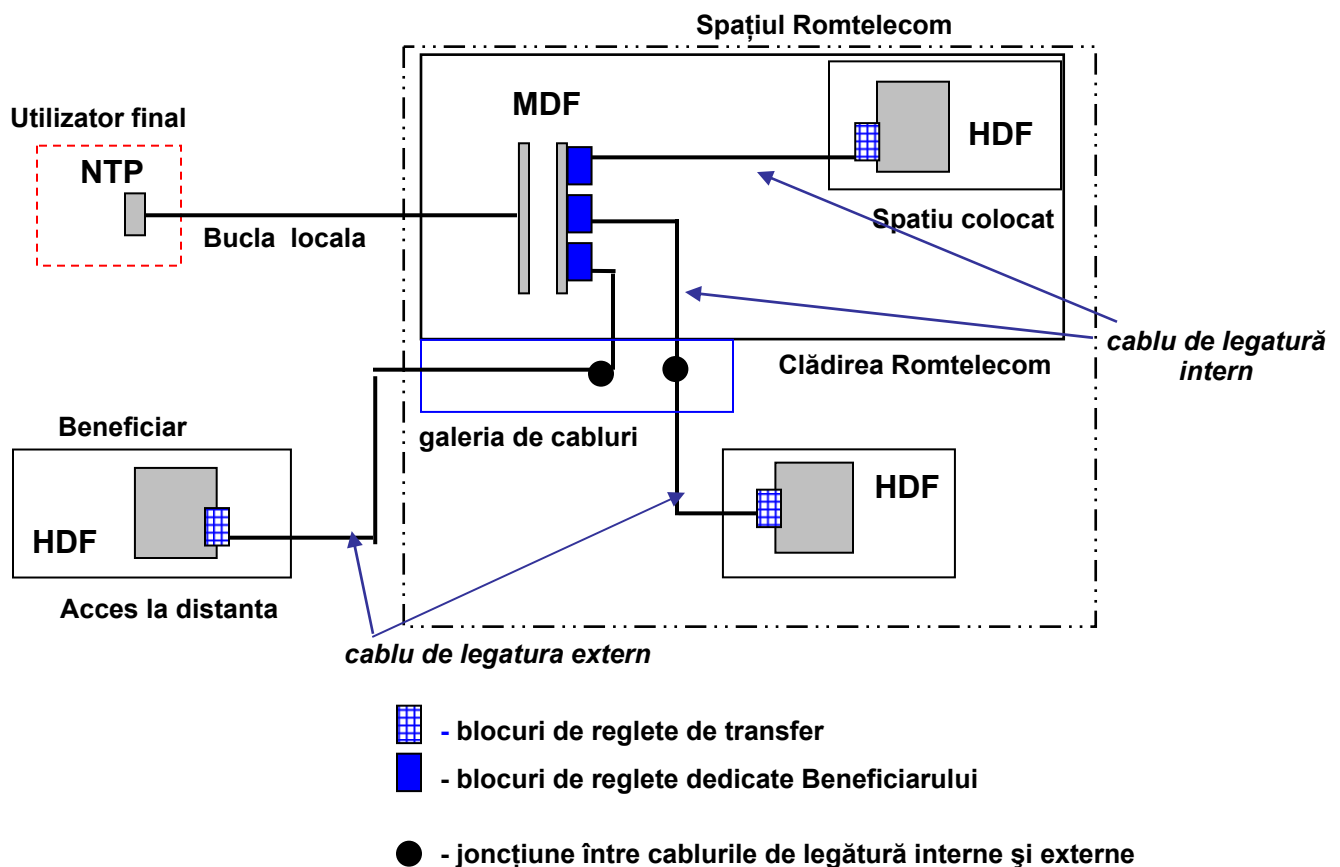 Spațiul Romtelecom
MDF
HDF
Utilizator final
NTP
Bucla locala
Spatiu colocat
cablu de legatură
intern
Clădirea Romtelecom
galeria de cabluri
Beneficiar
HDF
HDF
Acces la distanta
cablu de legatura extern
- blocuri de reglete de transfer
- blocuri de reglete dedicate Beneficiarului
- joncțiune între cablurile de legătură interne şi externe